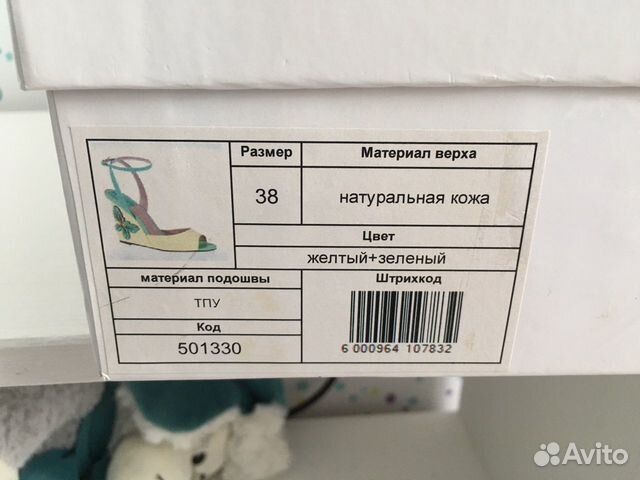 Размер
Материал верха
38
натуральная кожа
Цвет
желтый+зеленый
материал подошвы
Штрихкод
ТПУ
Код
501330
6 000964 107832
Avito